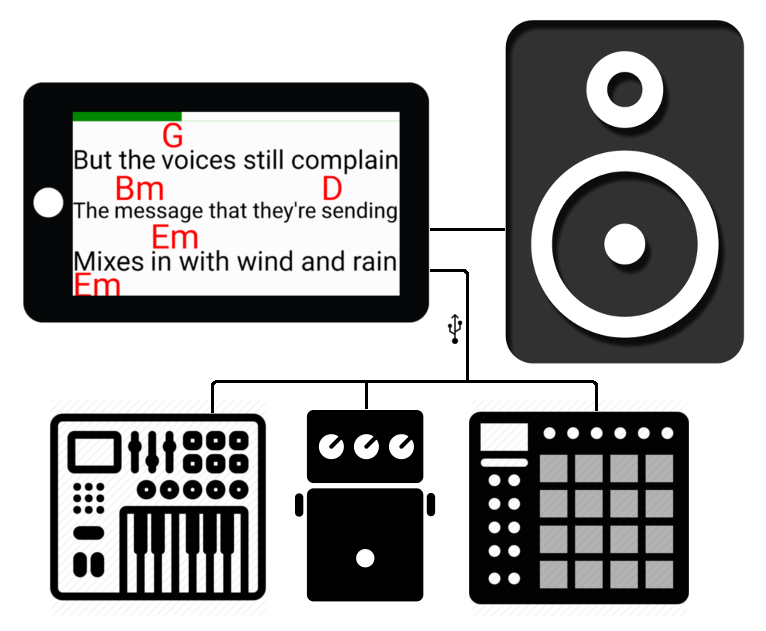 G
But the voices still complain
Bm D
The message that they're sending
Em
Mixes in with wind and rain
Em